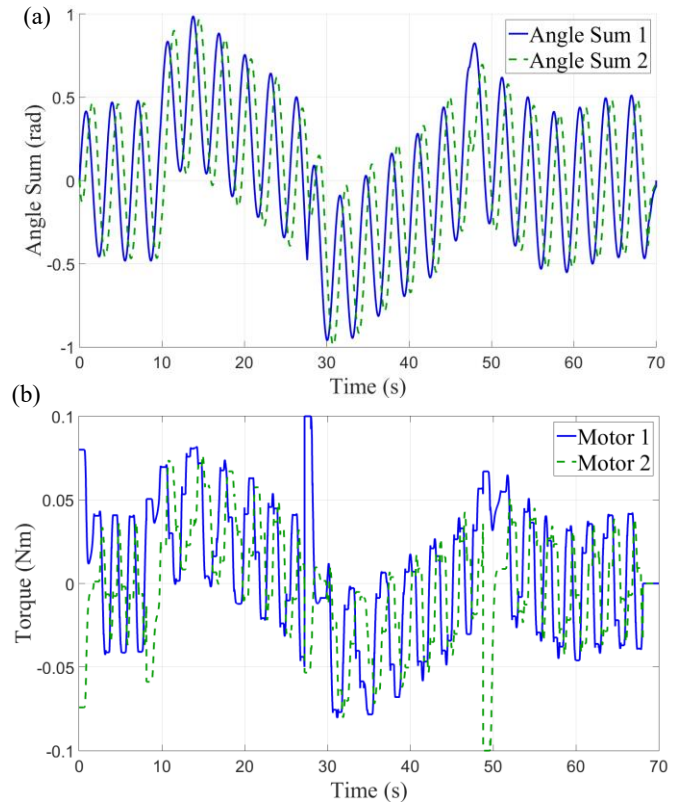 (a)
1
0.5
0
-0.5
-1
Angle Sum (rad)
Angle Sum 1
Angle Sum 2
0 10 20 30 40 50 60 70
Time (s)
(b)
0.1
0.05
0
-0.05
-0.1
Torque (Nm)
Motor 1
Motor 2
0 10 20 30 40 50 60 70
Time (s)